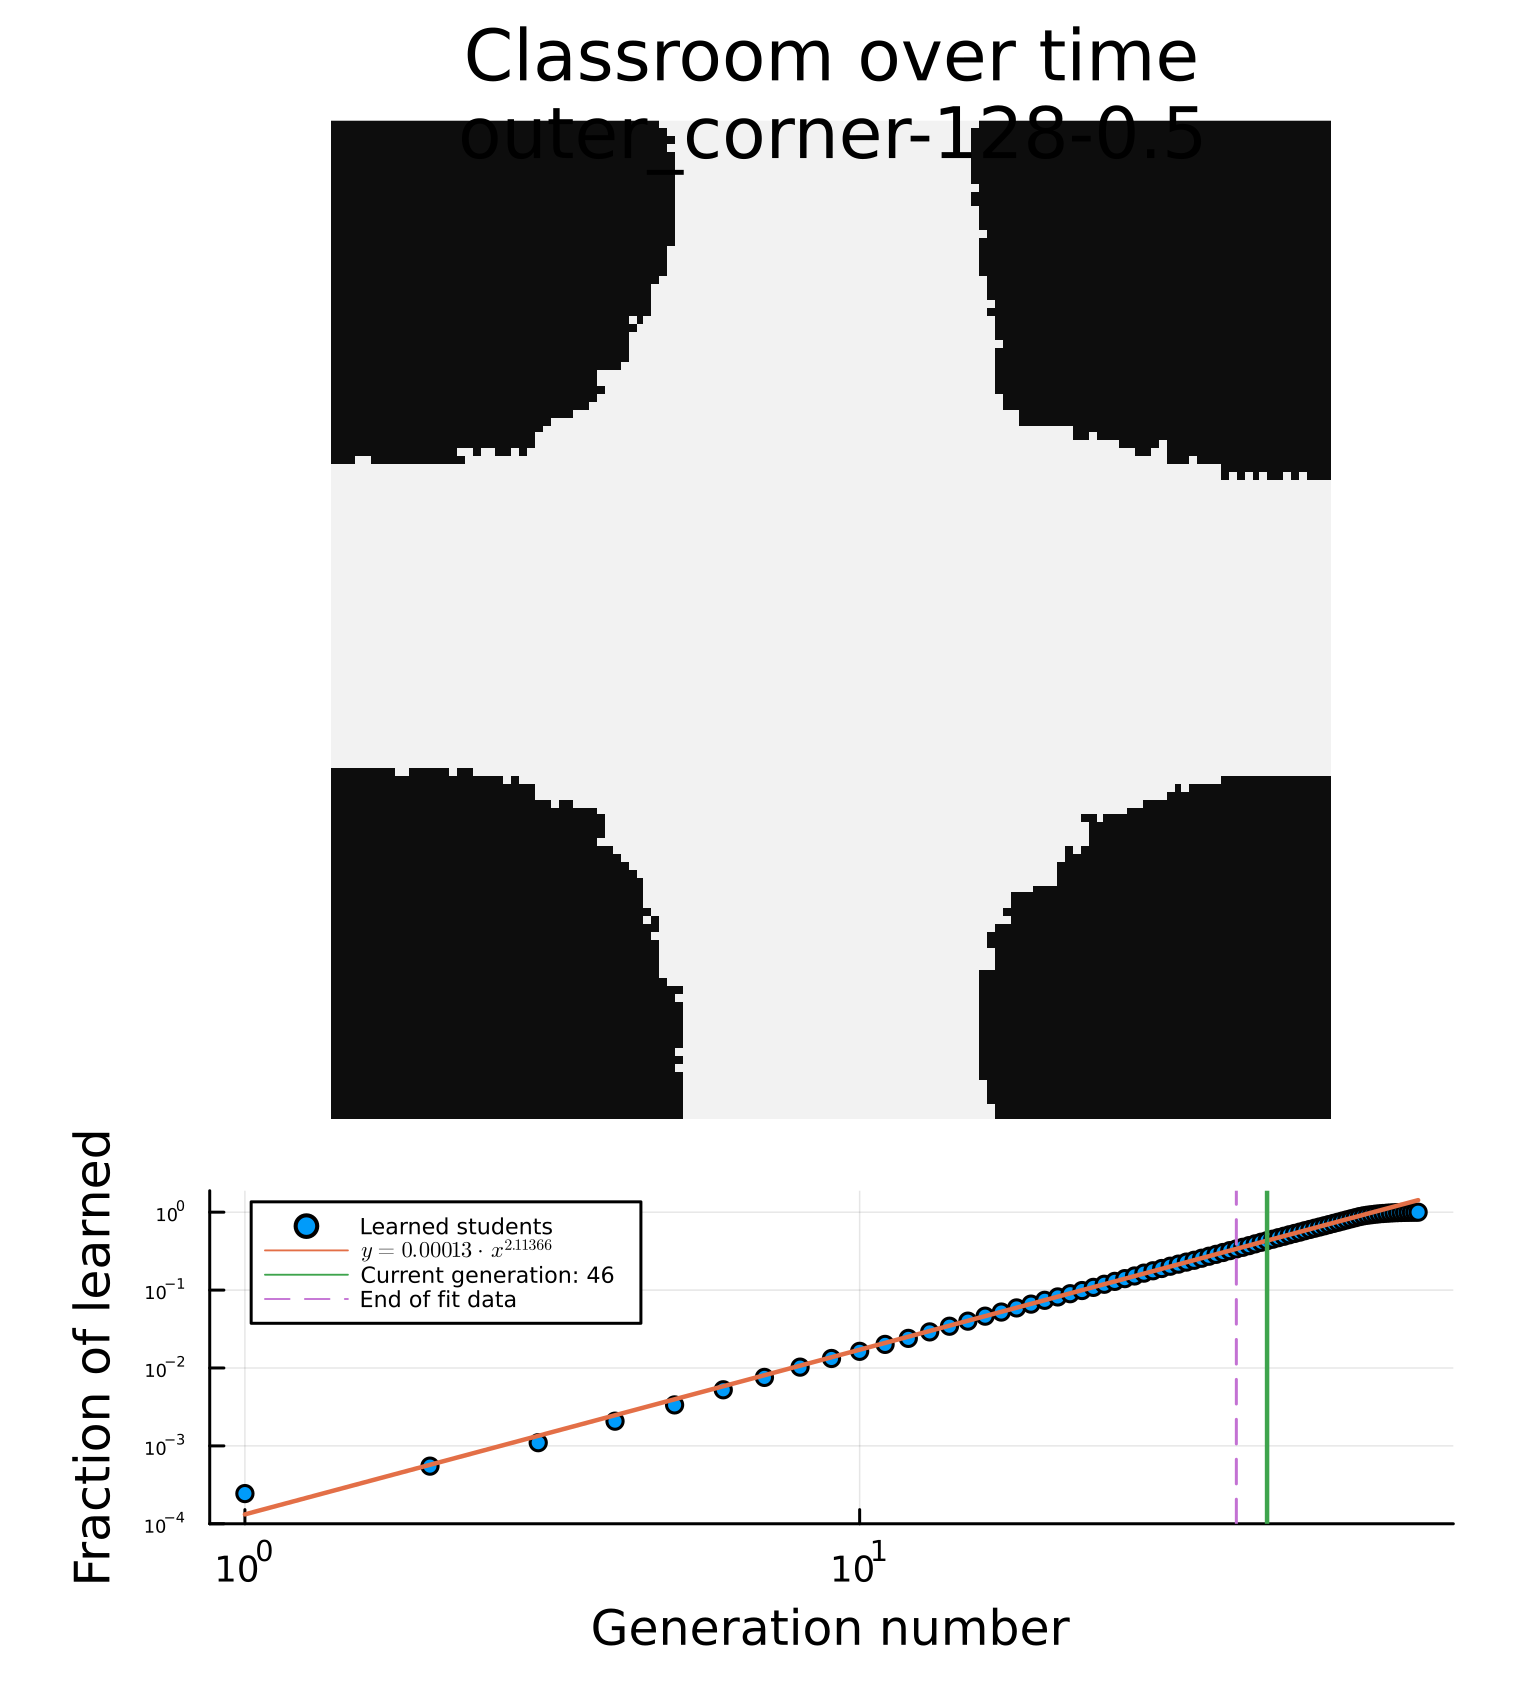 Classroom over time
outer_corner-128-0.5
Fraction of learned
10^0
10^−1
10^−2
10^−3
10^−4
Learned students
y = 0.00013 · x^2.11366
Current generation: 46
End of fit data
10^0
10^1
Generation number